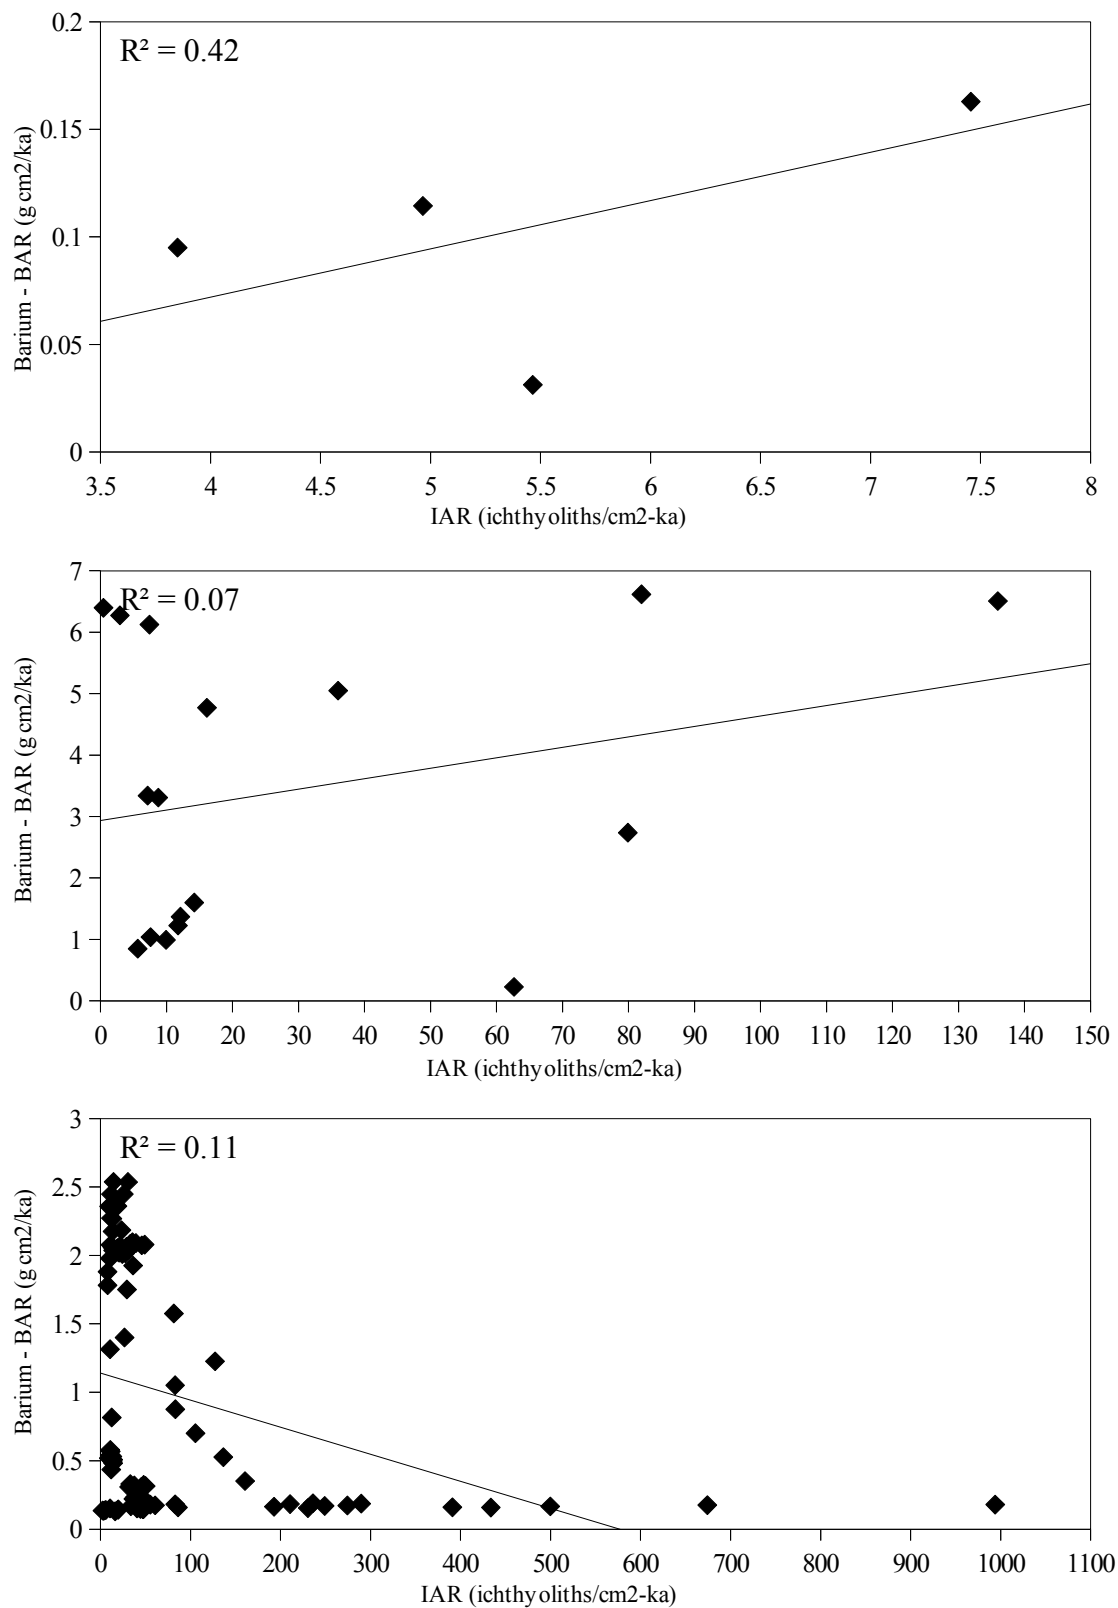 R² = 0.42
0.2
0.15
0.1
0.05
0
Barium - BAR (g cm2/ka)
3.5 4 4.5 5 5.5 6 6.5 7 7.5 8
IAR (ichthyoliths/cm2-ka)
R² = 0.07
7
6
5
4
3
2
1
0
Barium - BAR (g cm2/ka)
0 10 20 30 40 50 60 70 80 90 100 110 120 130 140 150
IAR (ichthyoliths/cm2-ka)
R² = 0.11
3
2.5
2
1.5
1
0.5
0
Barium - BAR (g cm2/ka)
0 100 200 300 400 500 600 700 800 900 1000 1100
IAR (ichthyoliths/cm2-ka)